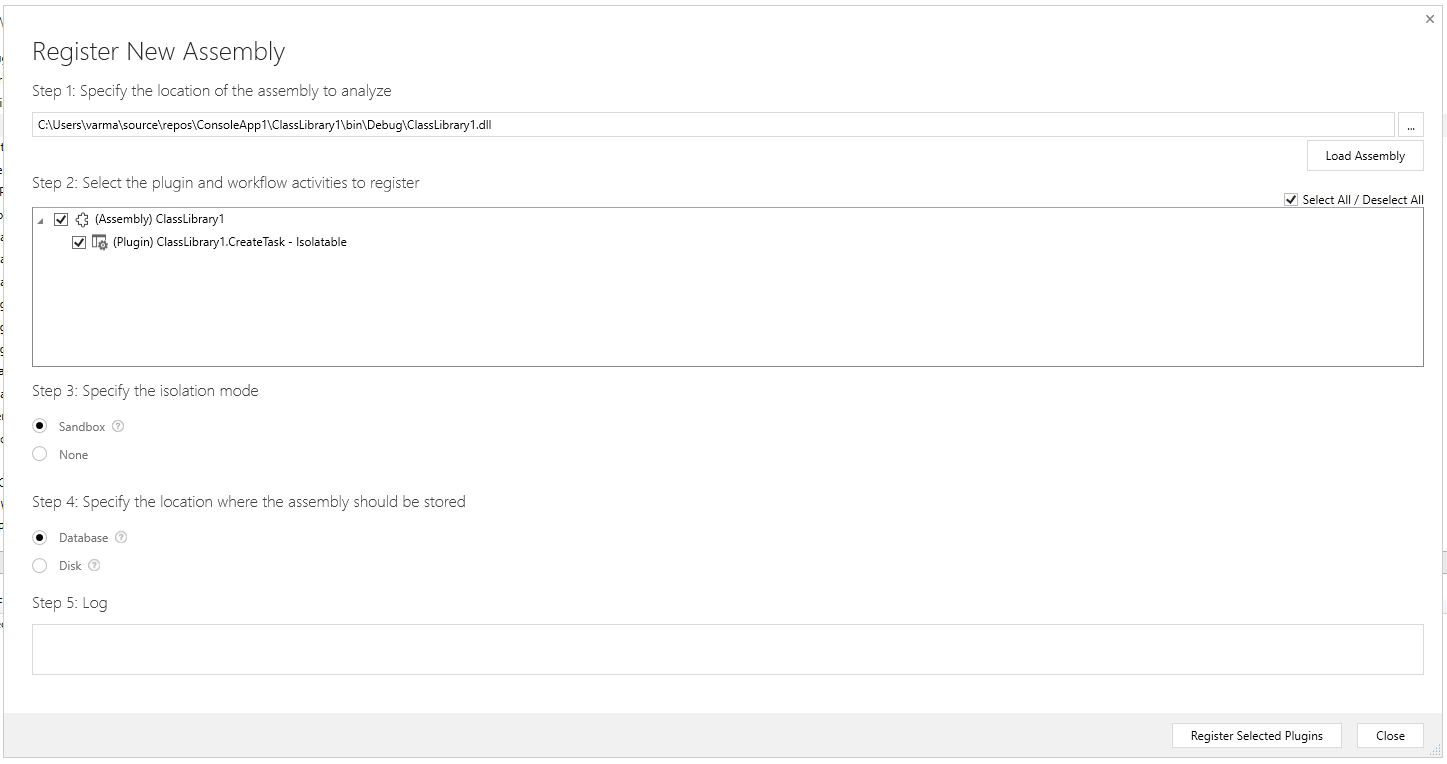 Register New Assembly
Step 1: Specify the location of the assembly to analyze
C:\Users\varma\source\repos\ConsoleApp1\ClassLibrary1\bin\Debug\ClassLibrary1.dll
...
Load Assembly
Step 2: Select the plugin and workflow activities to register
Select All / Deselect All
(Assembly) ClassLibrary1
(Plugin) ClassLibrary1.CreateTask - Isolatable
Step 3: Specify the isolation mode
Sandbox ?
None
Step 4: Specify the location where the assembly should be stored
Database ?
Disk ?
Step 5: Log
Register Selected Plugins
Close